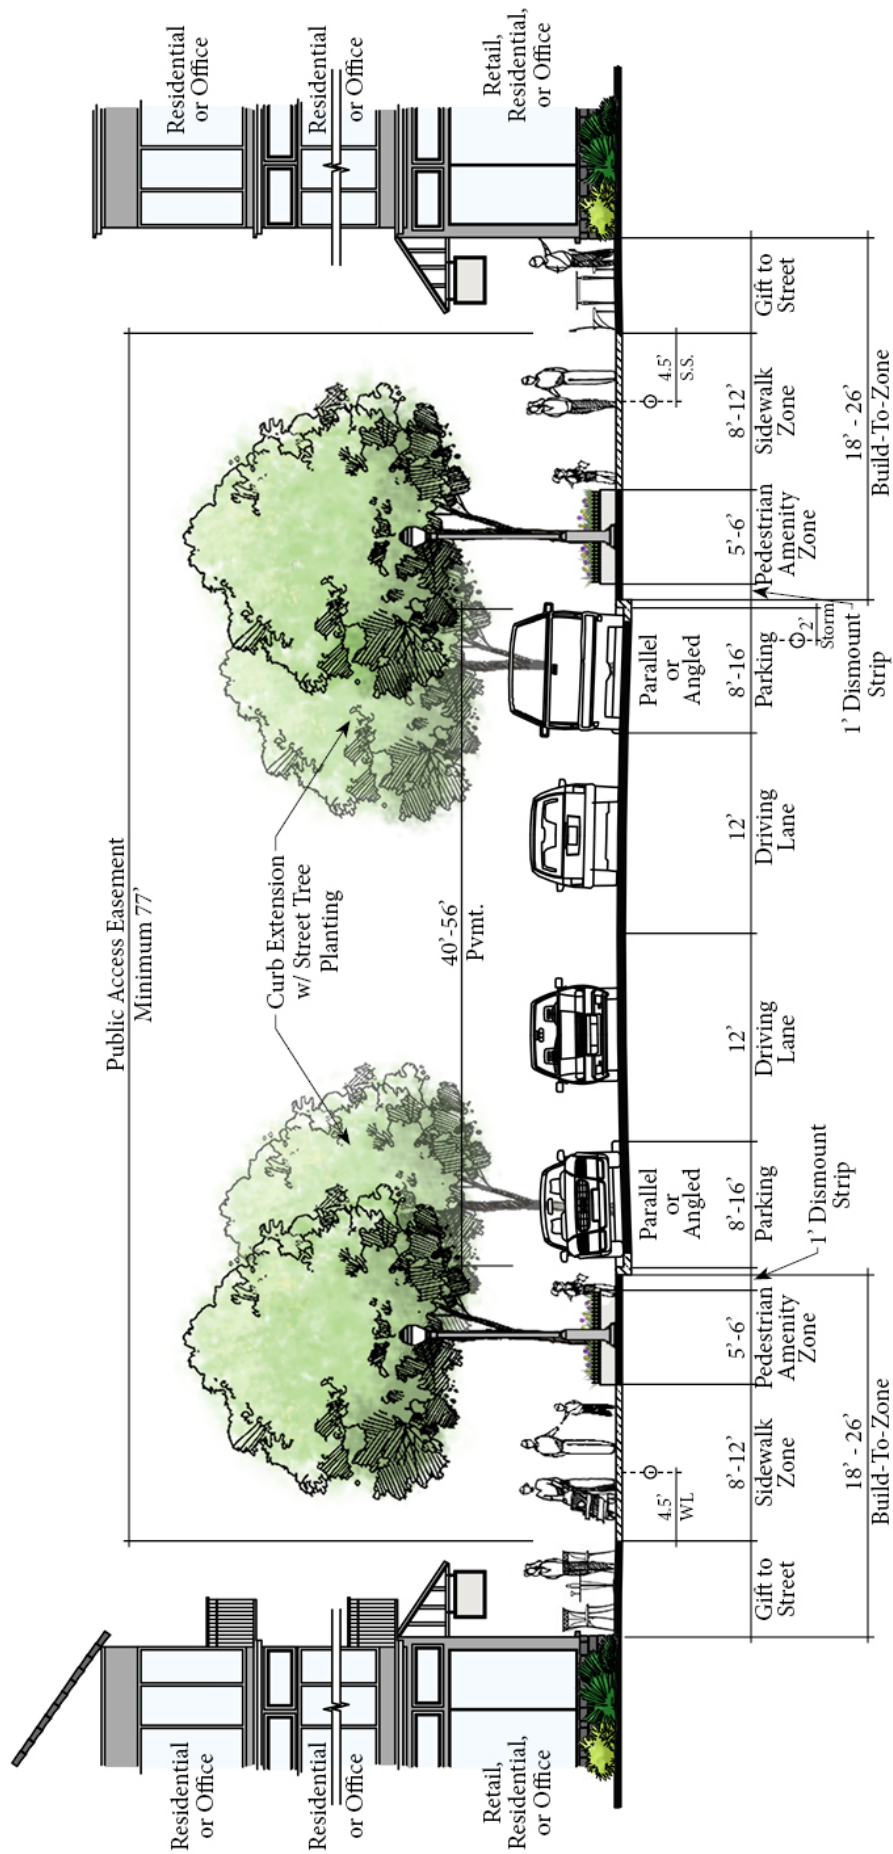 Public Access Easement
Minimum 77'
Residential
or Office
Residential
or Office
Curb Extension
w/ Street Tree
Planting
Residential
or Office
Residential
or Office
40'-56'
Pvmt.
Retail,
Residential,
or Office
Retail,
Residential,
or Office
4.5'
WL
Parallel
or
Angled
Parallel
or
Angled
4.5'
S.S.
Gift to
Street
8'-12'
Sidewalk
Zone
5'-6'
Pedestrian
Amenity
Zone
8'-16'
Parking
12'
Driving
Lane
12'
Driving
Lane
8'-16'
Parking
2'
Storm
5'-6'
Pedestrian
Amenity
Zone
8'-12'
Sidewalk
Zone
Gift to
Street
1' Dismount
Strip
1' Dismount
Strip
18' - 26'
Build-To-Zone
18' - 26'
Build-To-Zone